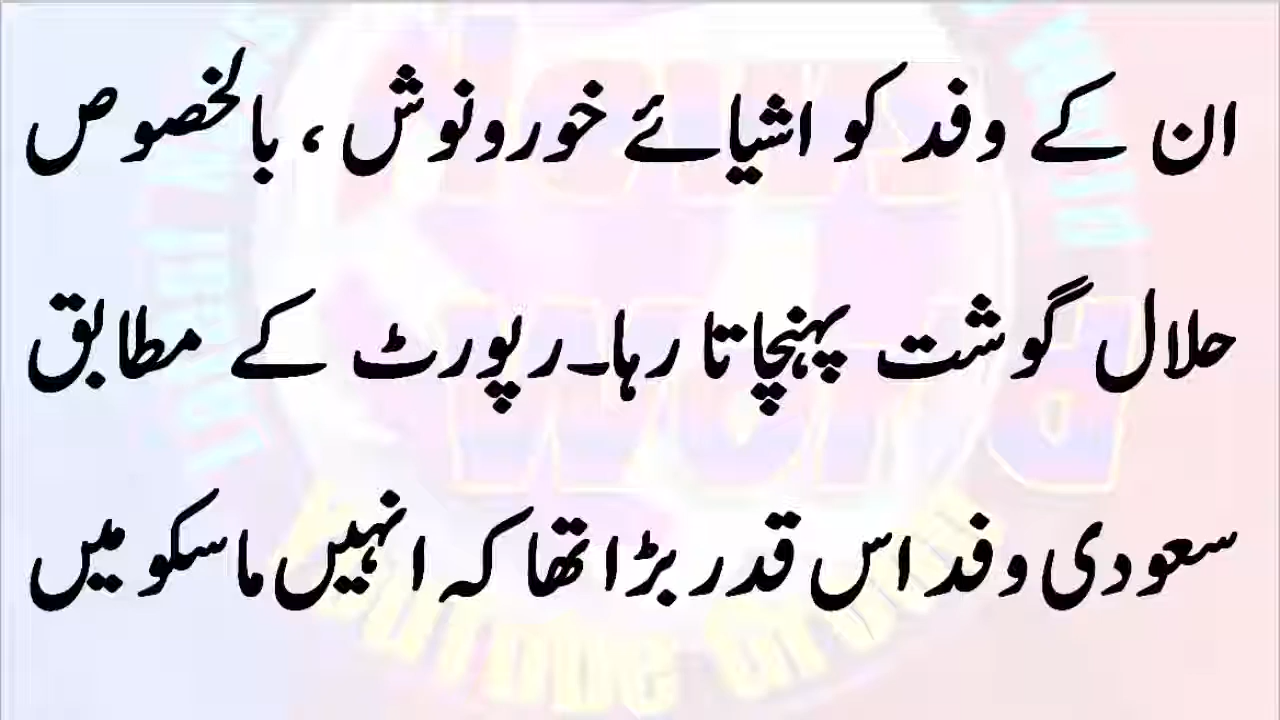 ان کے وفد کو اشیائے خورونوش ، بالخصوص
حلال گوشت پہنچاتا رہا۔رپورٹ کے مطابق
سعودی وفد اس قدر بڑا تھا کہ انہیں ماسکو میں